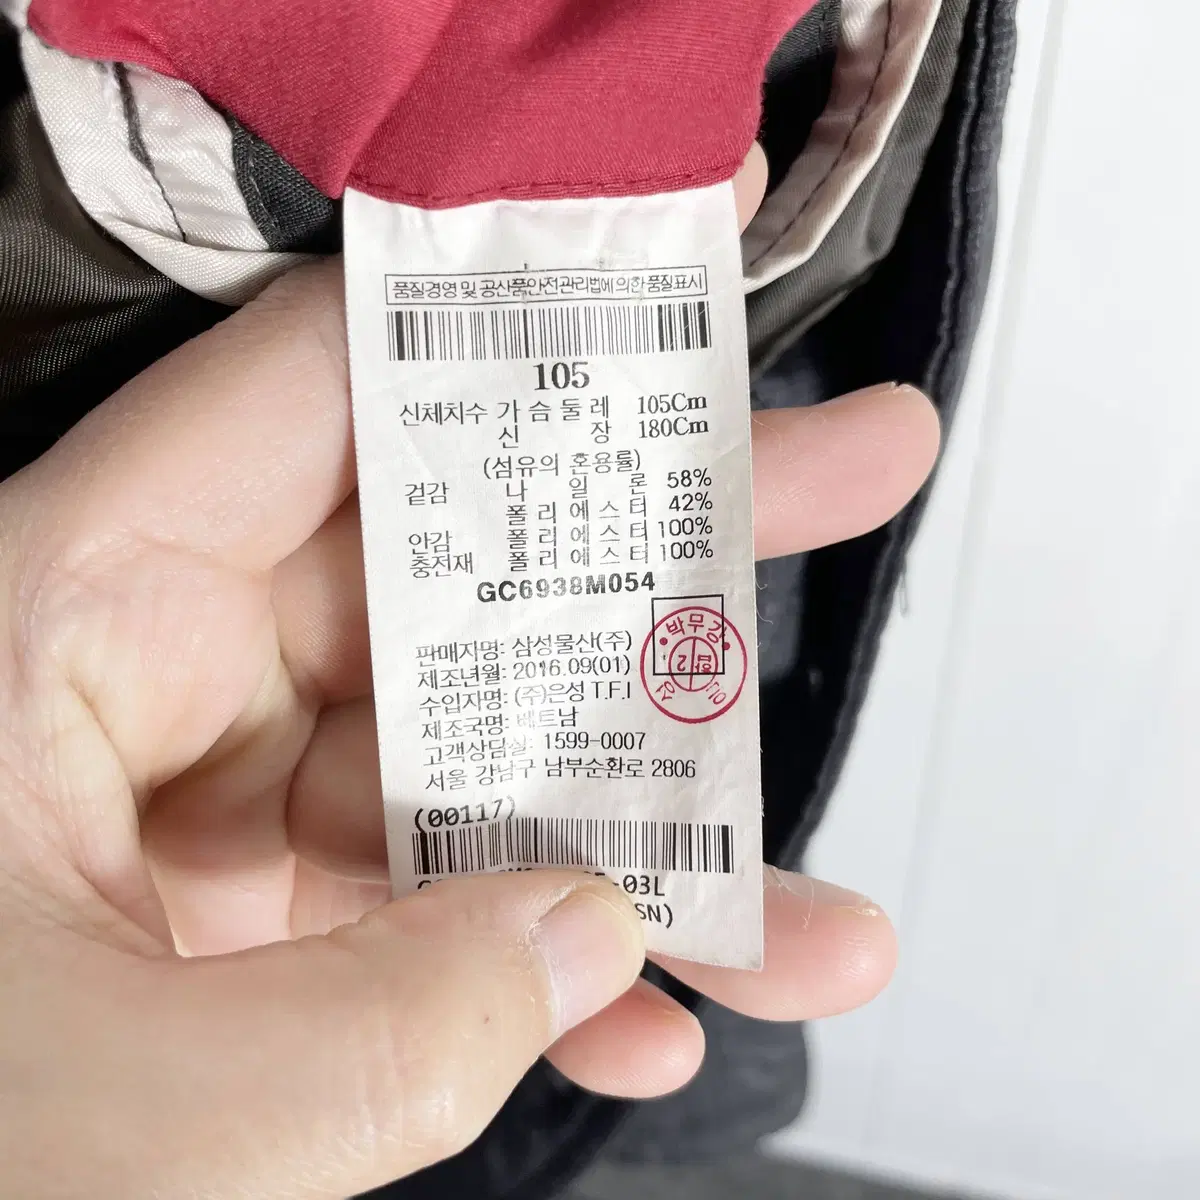 품질경영 및 공산품안전관리법에 의한 품질표시
105
신체치수 가 슴 둘 레 105Cm
신 장 180Cm
(섬유의 혼용률)
겉감 나 일 론 58%
폴 리 에 스 터 42%
안감 폴 리 에 스 터 100%
충전재 폴 리 에 스 터 100%
GC6938M054
판매자명: 삼성물산(주)
제조년월: 2016.09(01)
수입자명: (주)은성 T.F.I
제조국명: 베트남
고객상담실: 1599-0007
서울 강남구 남부순환로 2806
박무강
2
(00117)
-03L
SN)